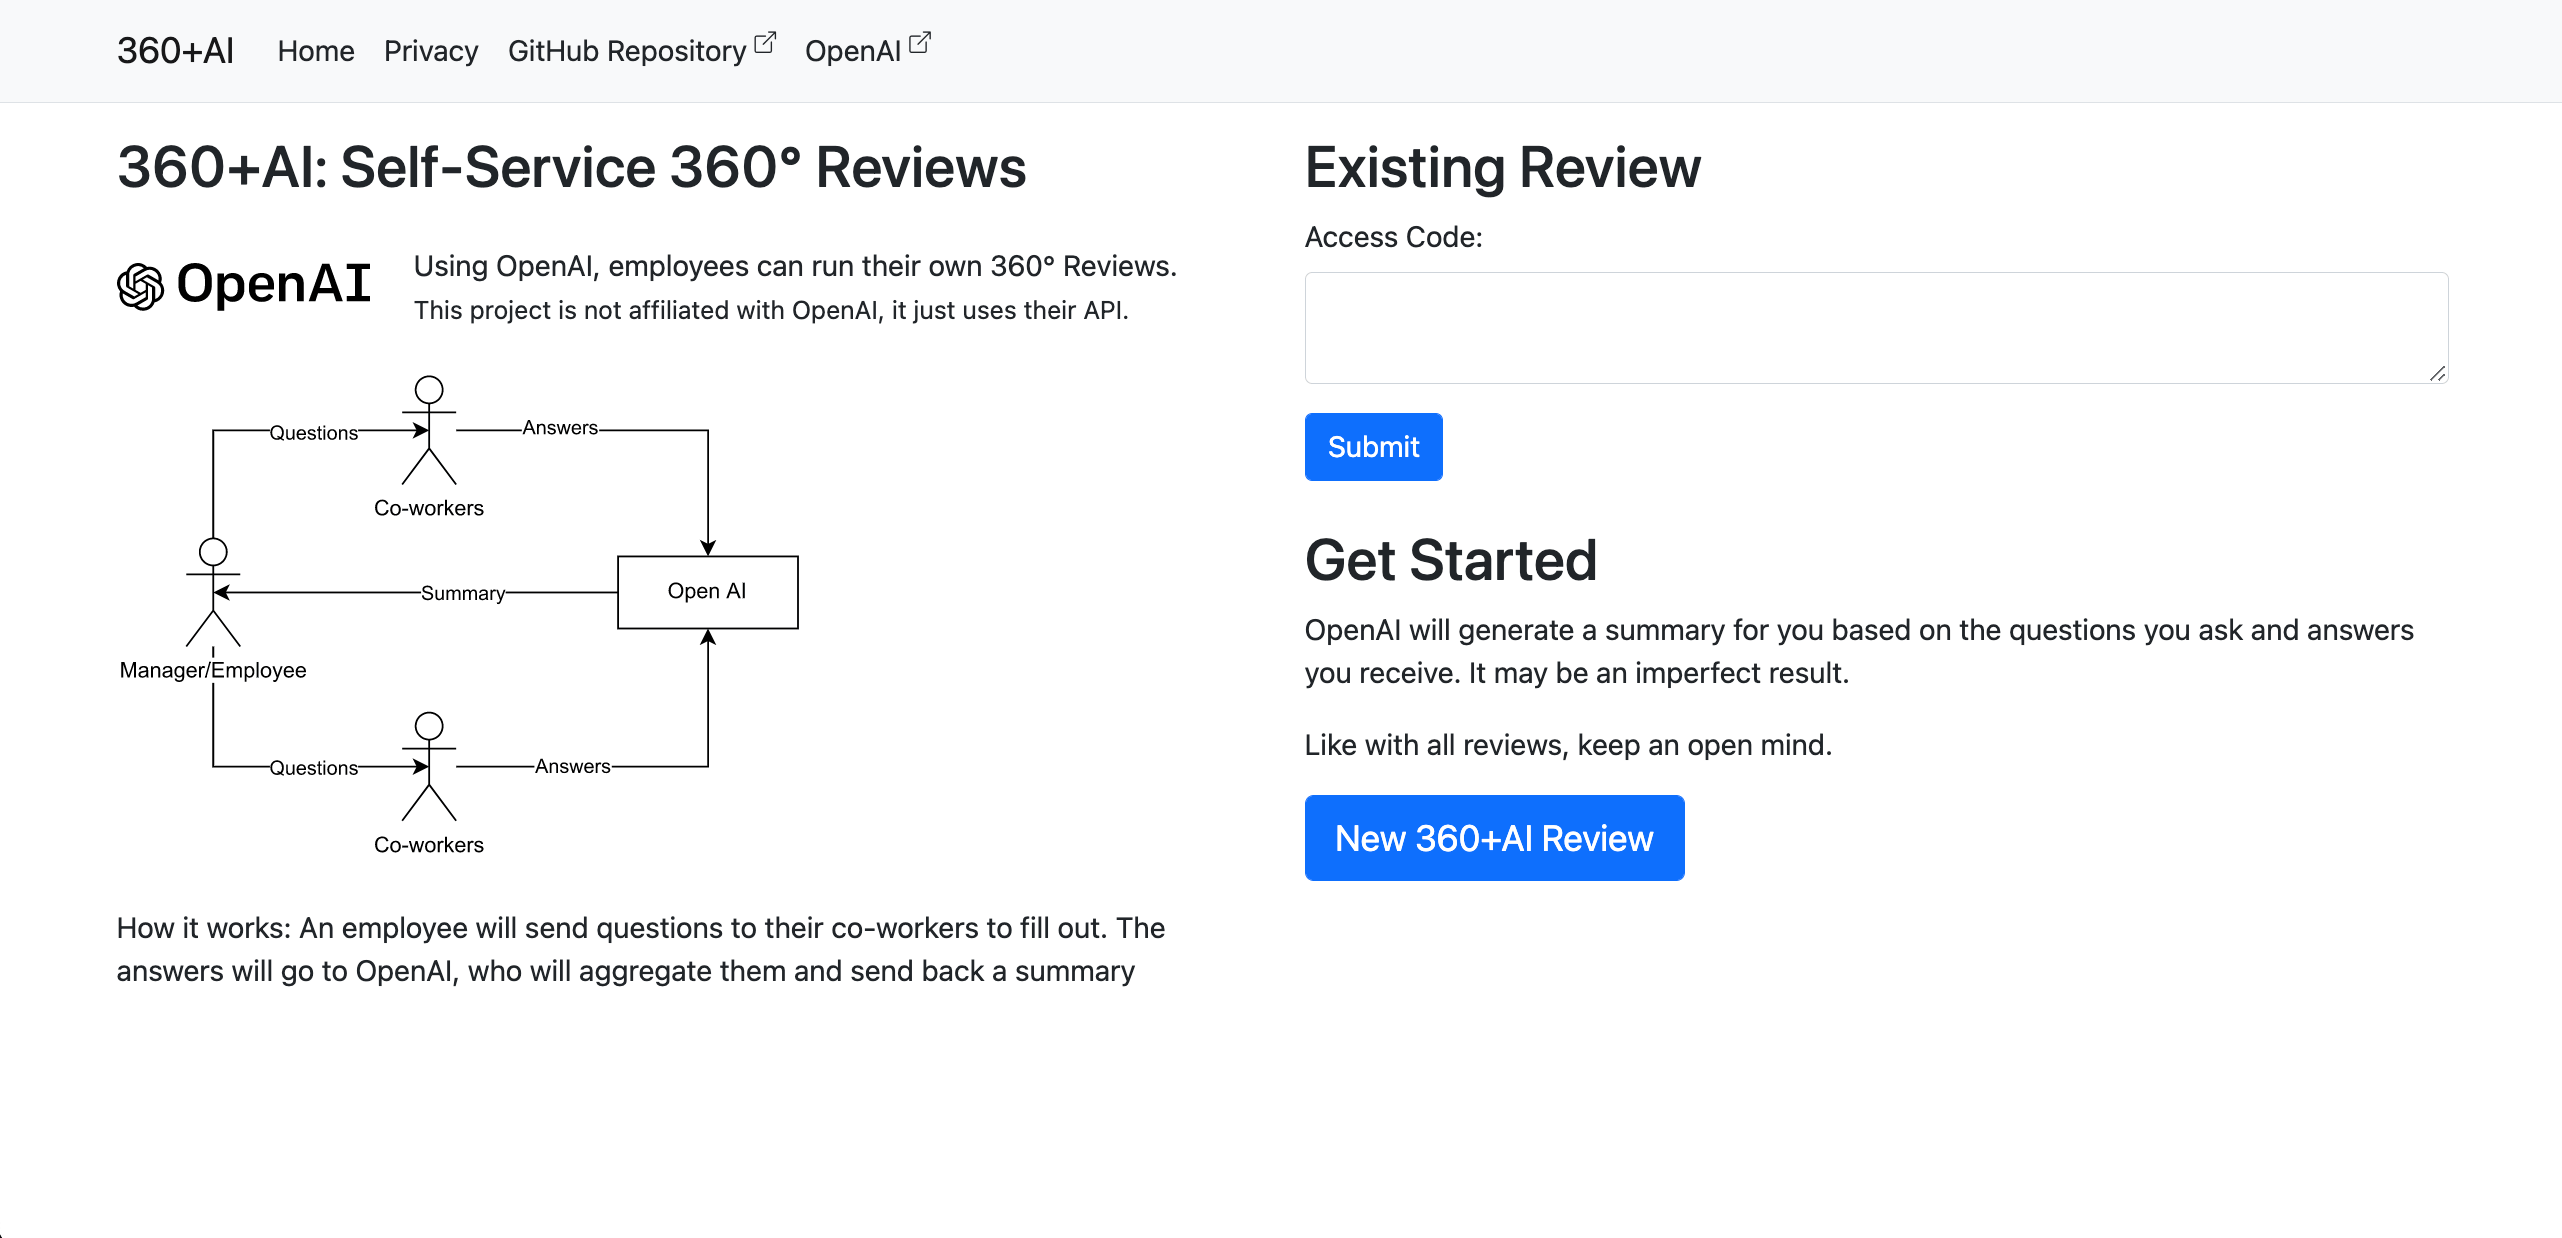 360+AI Home Privacy GitHub Repository OpenAI
360+AI: Self-Service 360° Reviews
OpenAI
Using OpenAI, employees can run their own 360° Reviews.
This project is not affiliated with OpenAI, it just uses their API.
Questions
Answers
Co-workers
Summary
Open AI
Manager/Employee
Questions
Answers
Co-workers
How it works: An employee will send questions to their co-workers to fill out. The
answers will go to OpenAI, who will aggregate them and send back a summary
Existing Review
Access Code:
Submit
Get Started
OpenAI will generate a summary for you based on the questions you ask and answers
you receive. It may be an imperfect result.
Like with all reviews, keep an open mind.
New 360+AI Review